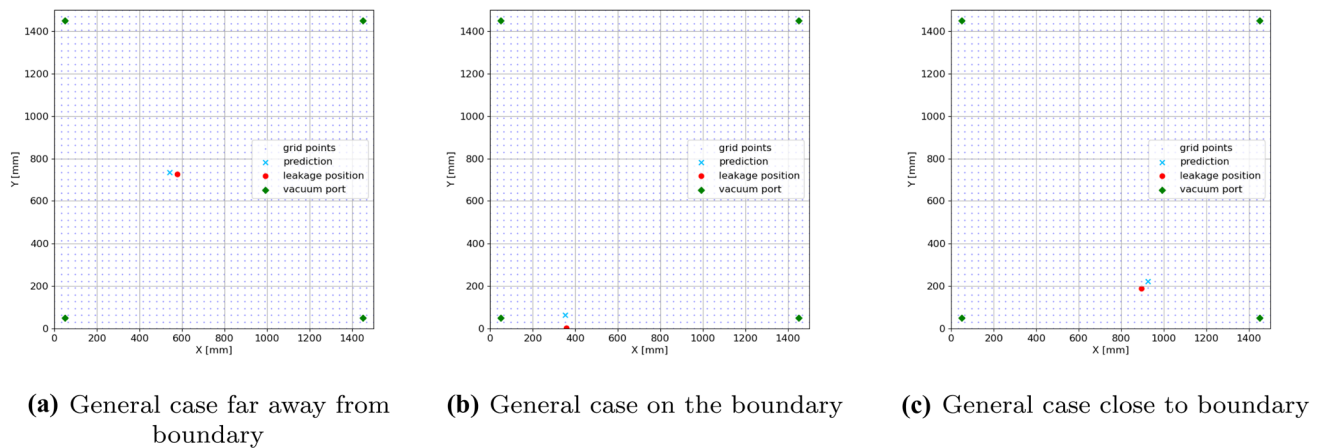 1400
1200
1000
800
600
400
200
0
Y [mm]
0 200 400 600 800 1000 1200 1400
X [mm]
grid points
prediction
leakage position
vacuum port
(a) General case far away from
boundary
1400
1200
1000
800
600
400
200
0
Y [mm]
0 200 400 600 800 1000 1200 1400
X [mm]
grid points
prediction
leakage position
vacuum port
(b) General case on the boundary
1400
1200
1000
800
600
400
200
0
Y [mm]
0 200 400 600 800 1000 1200 1400
X [mm]
grid points
prediction
leakage position
vacuum port
(c) General case close to boundary